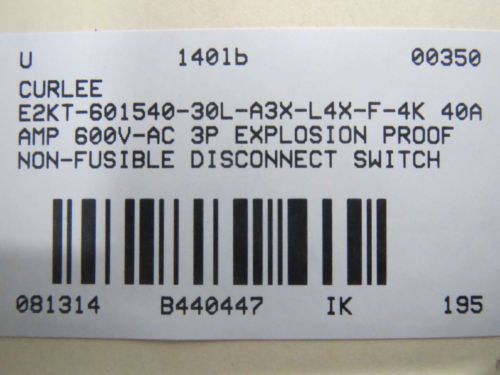 U 140lb 00350
CURLEE
E2KT-601540-30L-A3X-L4X-F-4K 40A
AMP 600V-AC 3P EXPLOSION PROOF
NON-FUSIBLE DISCONNECT SWITCH
081314 B440447 IK 195